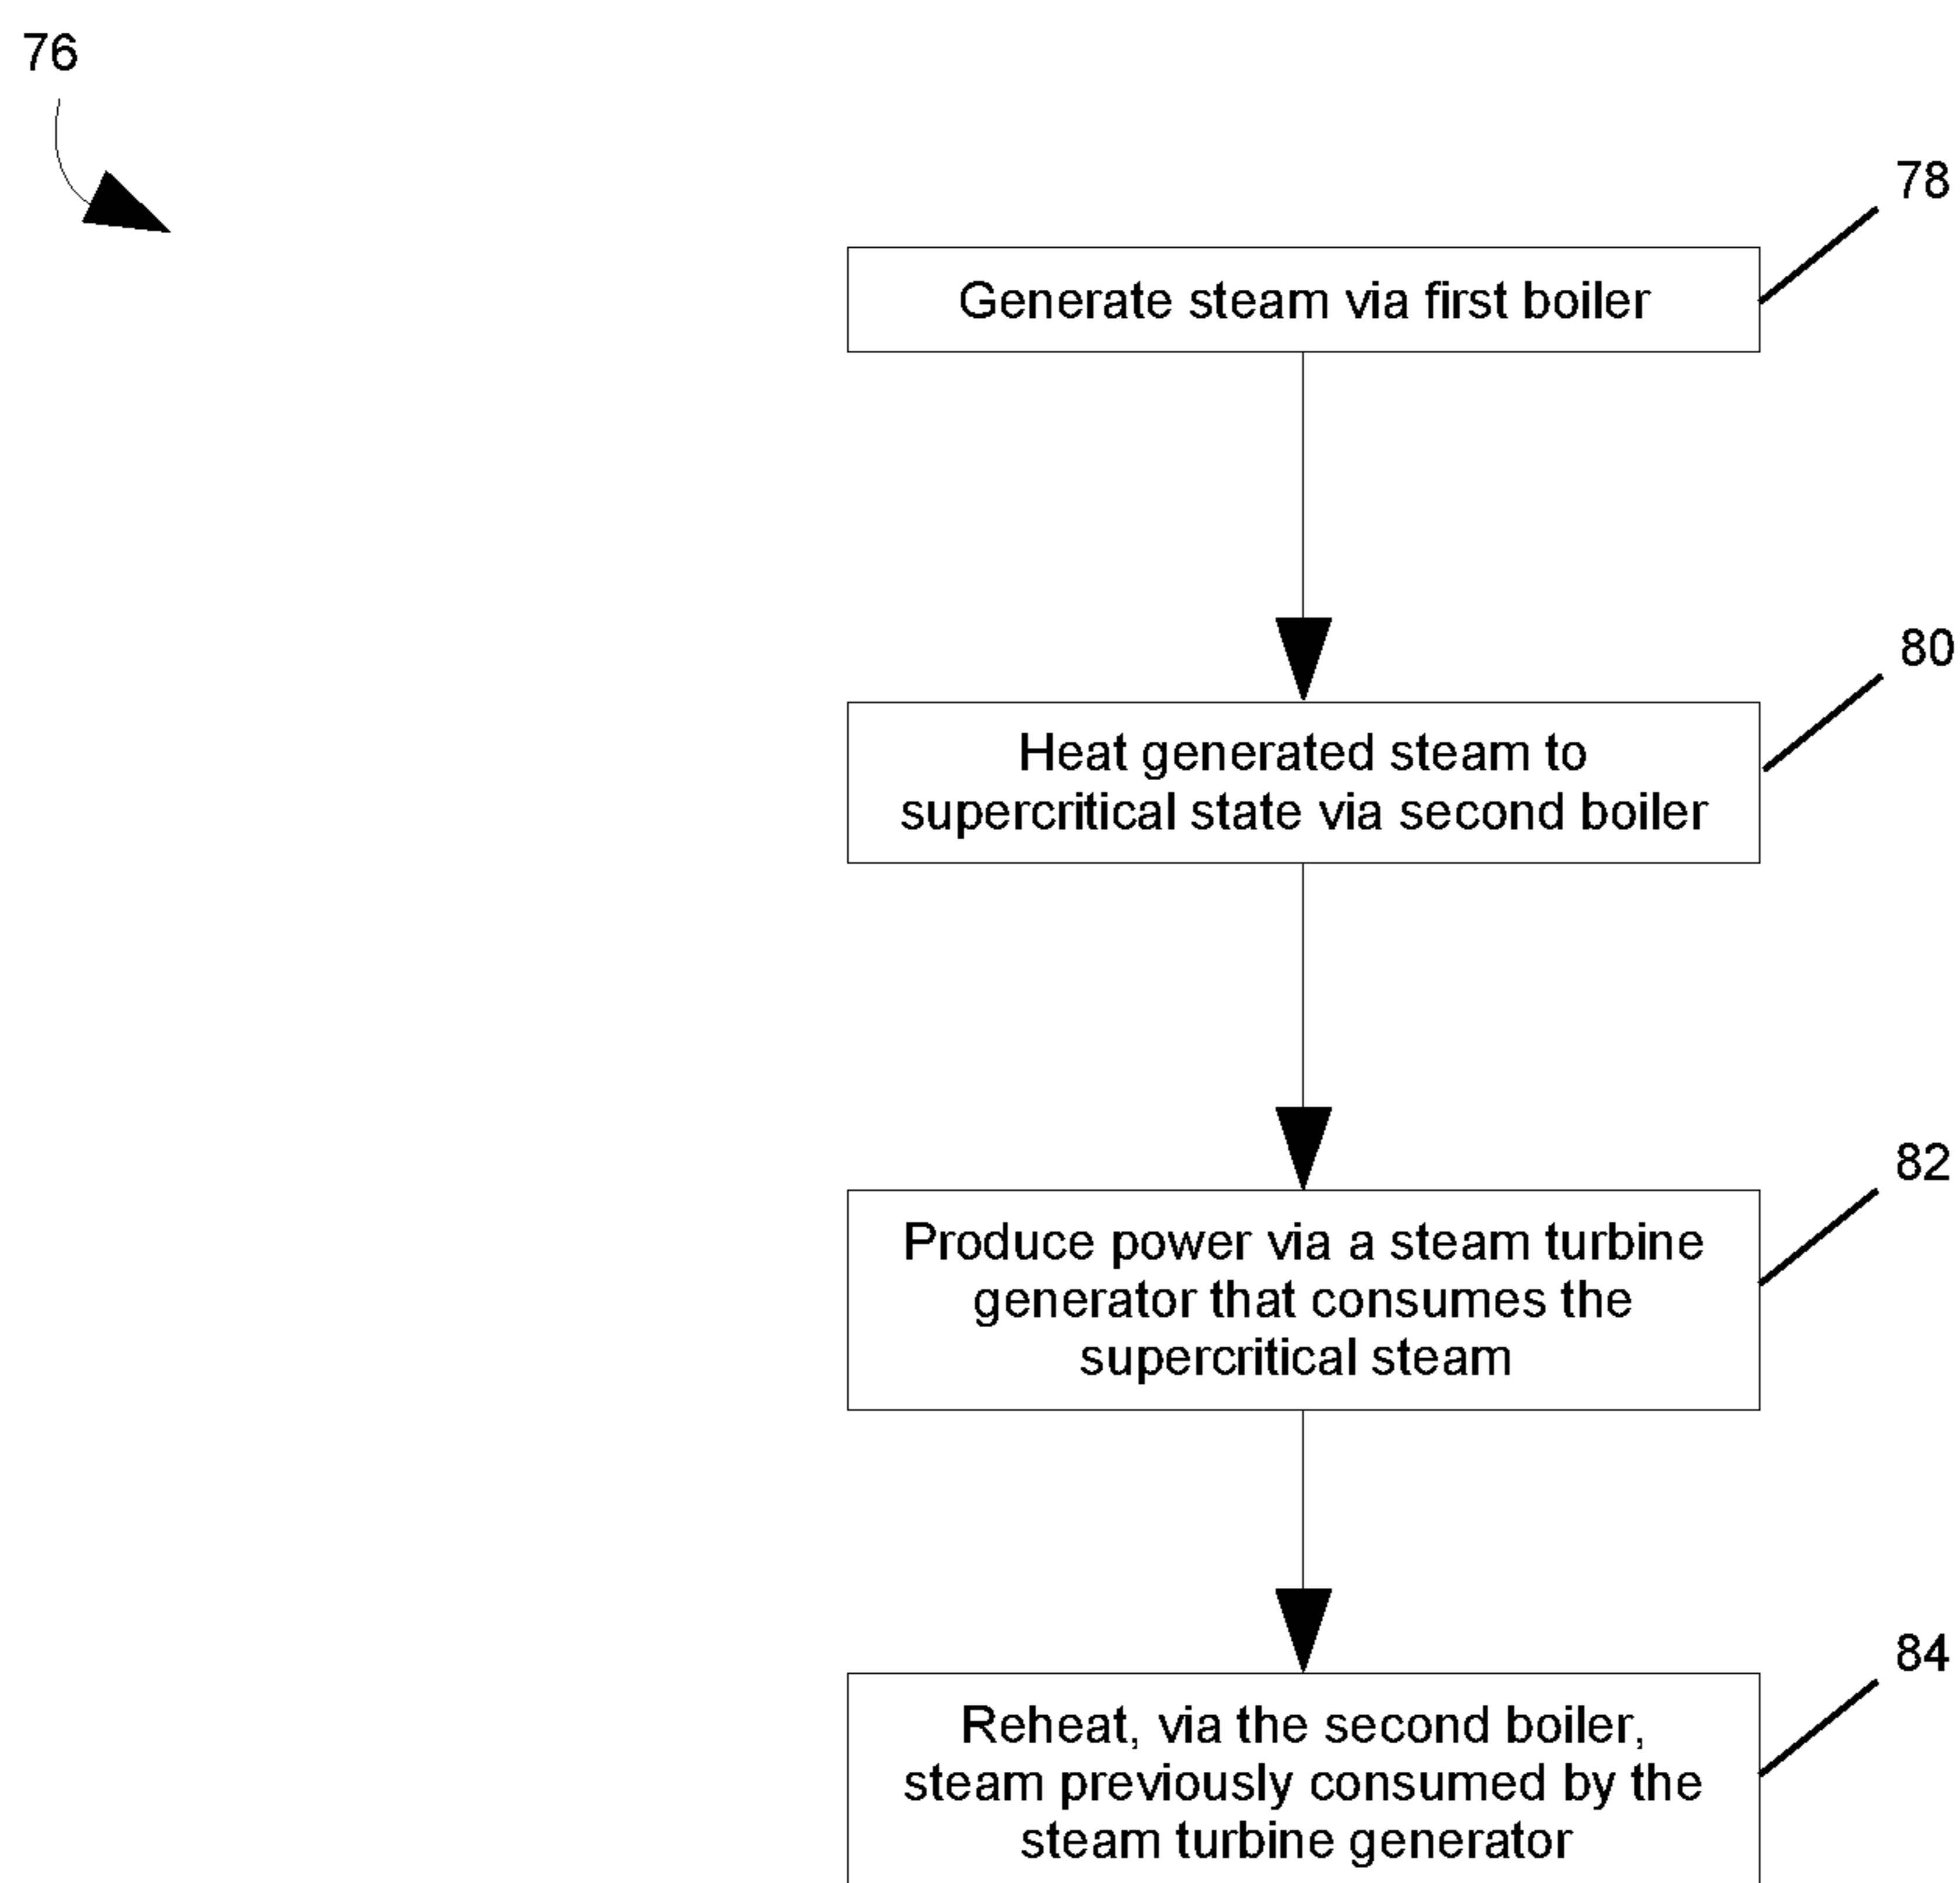 76
78
Generate steam via first boiler
80
Heat generated steam to
supercritical state via second boiler
82
Produce power via a steam turbine
generator that consumes the
supercritical steam
84
Reheat, via the second boiler,
steam previously consumed by the
steam turbine generator